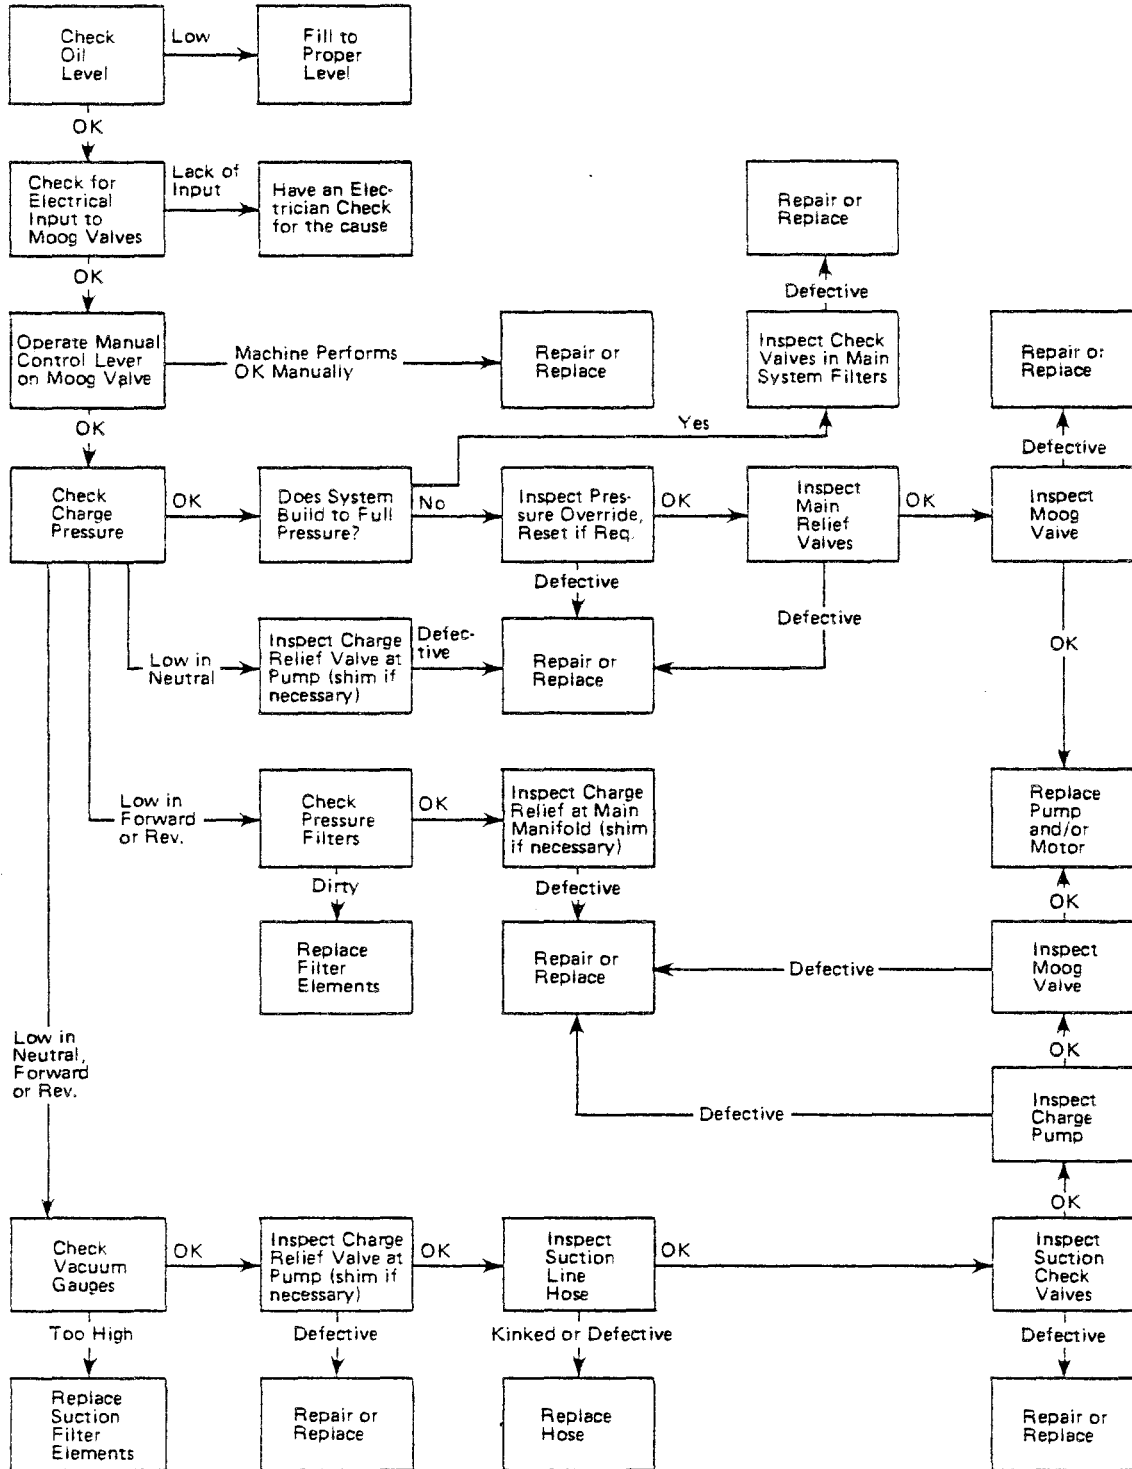 Check
Oil
Level
Low
Fill to
Proper
Level
OK
Check for
Electrical
Input to
Moog Valves
Lack of
Input
Have an Elec-
trician Check
for the cause
Repair or
Replace
OK
Defective
Operate Manual
Control Lever
on Moog Valve
Machine Performs
OK Manually
Repair or
Replace
Inspect Check
Valves in Main
System Filters
Repair or
Replace
OK
Yes
Defective
Check
Charge
Pressure
OK
Does System
Build to Full
Pressure?
No
Inspect Pres-
sure Override,
Reset if Req.
OK
Inspect
Main
Relief
Valves
OK
Inspect
Moog
Valve
Defective
Defective
OK
Low in
Neutral
Inspect Charge
Relief Valve at
Pump (shim if
necessary)
Defec-
tive
Repair or
Replace
Low in
Forward
or Rev.
Check
Pressure
Filters
OK
Inspect Charge
Relief at Main
Manifold (shim
if necessary)
Replace
Pump
and/or
Motor
Dirty
Defective
OK
Replace
Filter
Elements
Repair or
Replace
Defective
Inspect
Moog
Valve
Low in
Neutral,
Forward
or Rev.
OK
Defective
Inspect
Charge
Pump
OK
Check
Vacuum
Gauges
OK
Inspect Charge
Relief Valve at
Pump (shim if
necessary)
OK
Inspect
Suction
Line
Hose
OK
Inspect
Suction
Check
Valves
Too High
Defective
Kinked or Defective
Defective
Replace
Suction
Filter
Elements
Repair or
Replace
Replace
Hose
Repair or
Replace